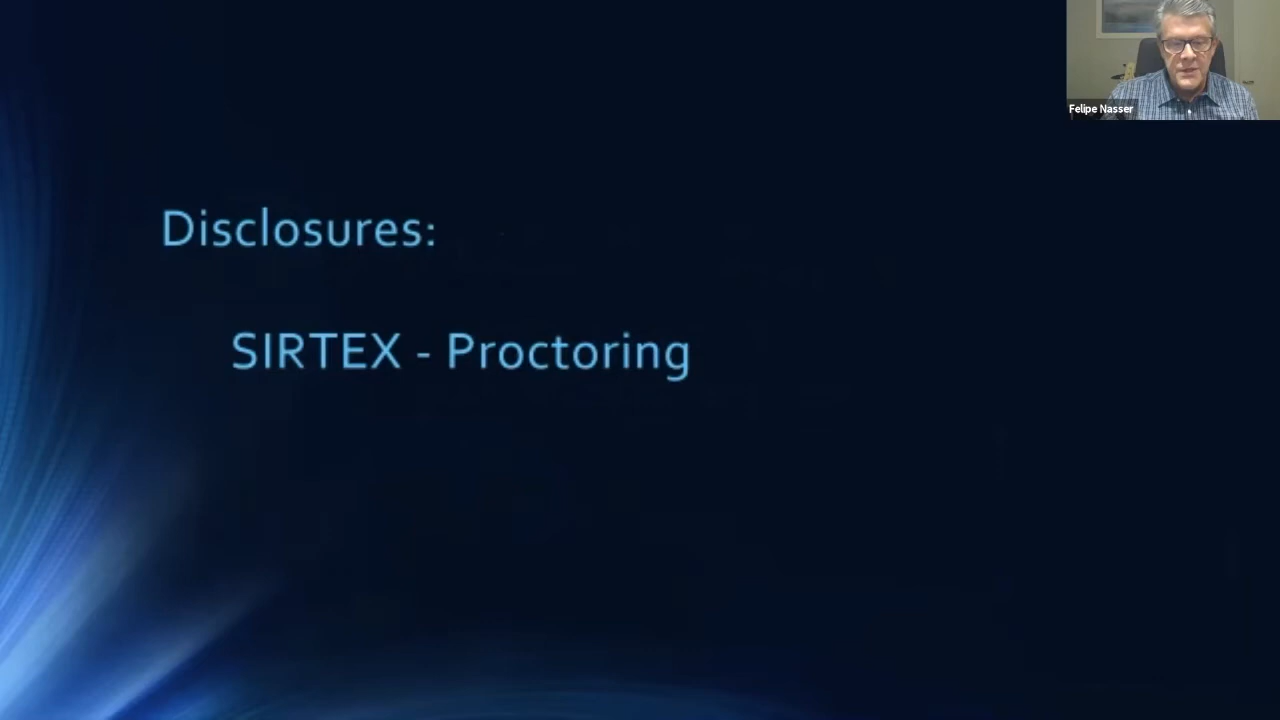 Felipe Nasser
Disclosures:
SIRTEX - Proctoring